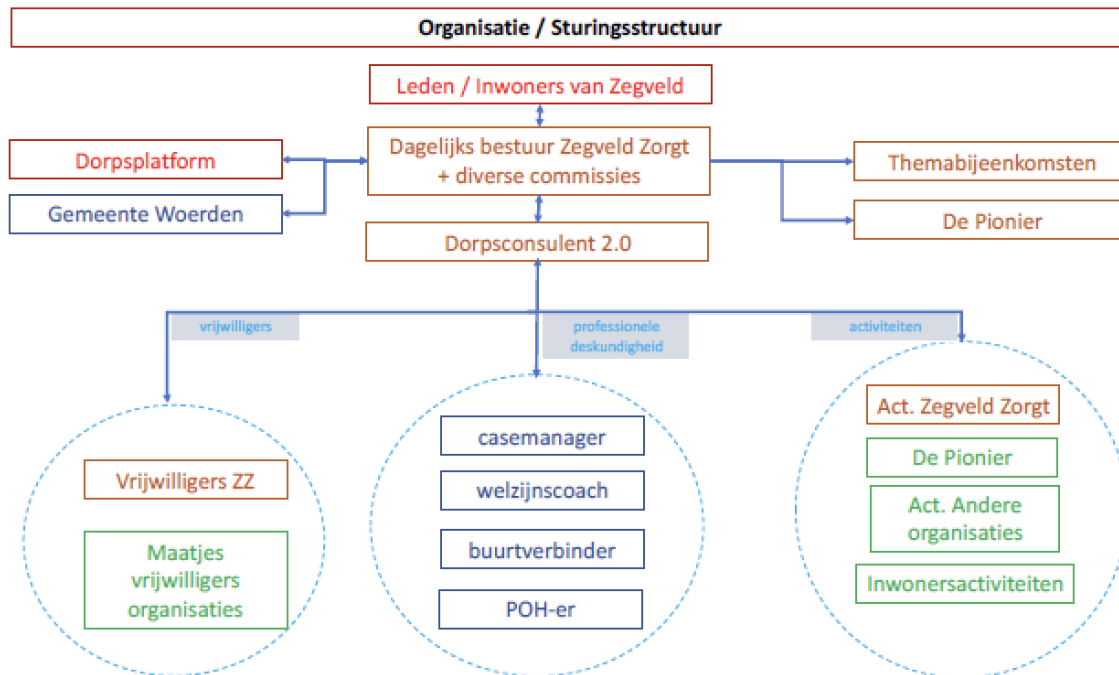 Organisatie / Sturingsstructuur
Leden / Inwoners van Zegveld
Dorpsplatform
Dagelijks bestuur Zegveld Zorgt
+ diverse commissies
Themabijeenkomsten
Gemeente Woerden
De Pionier
Dorpsconsulent 2.0
vrijwilligers
professionele
deskundigheid
activiteiten
Vrijwilligers ZZ
Maatjes
vrijwilligers
organisaties
casemanager
welzijnscoach
buurtverbinder
POH-er
Act. Zegveld Zorgt
De Pionier
Act. Andere
organisaties
Inwonersactiviteiten